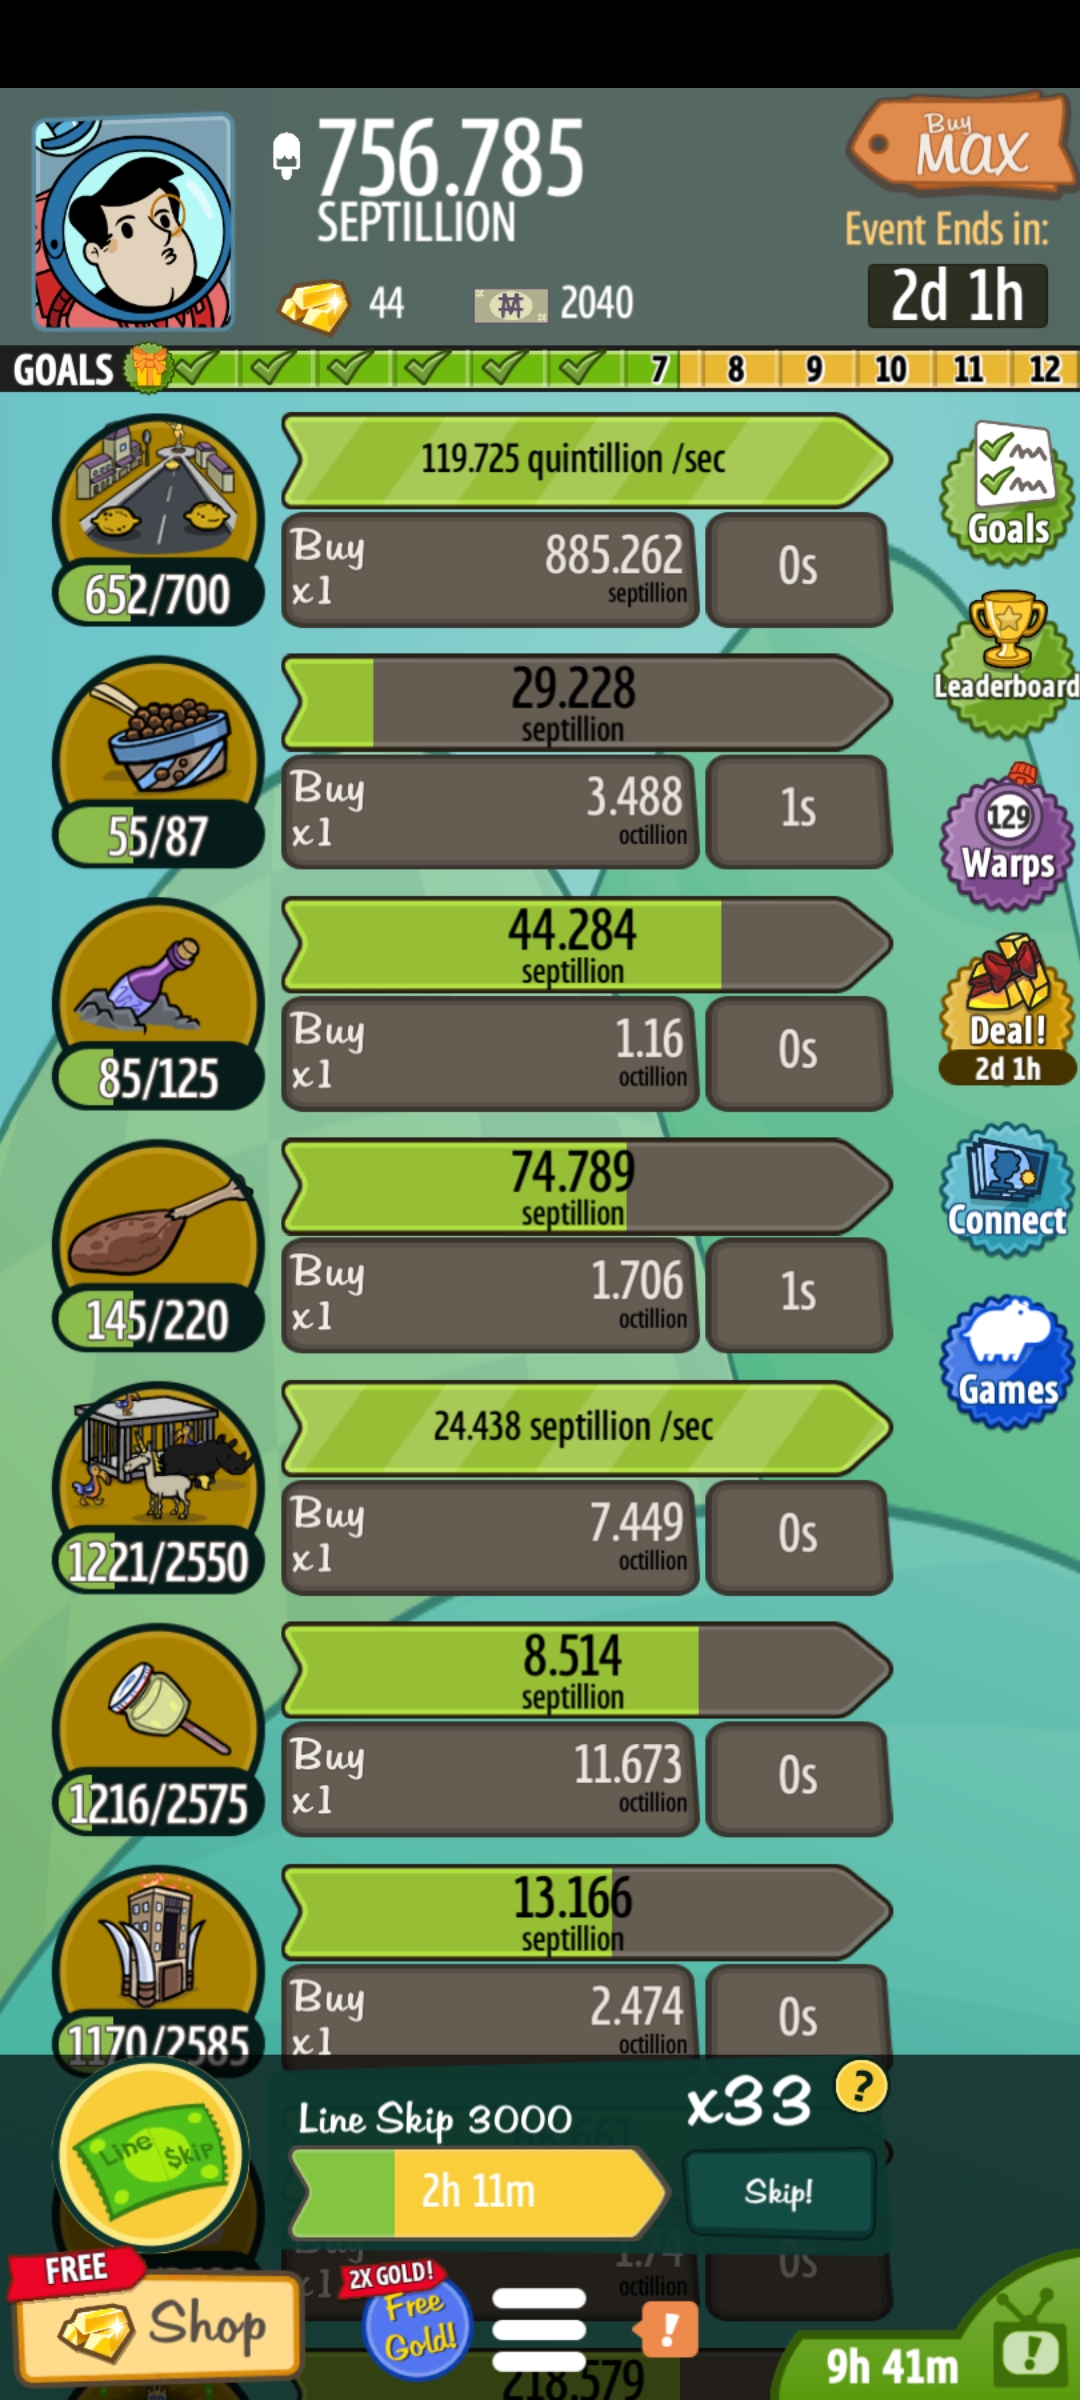 756.785
SEPTILLION
Buy
MAX
Event Ends in:
44
2040
2d 1h
GOALS
7 8 9 10 11 12
119.725 quintillion /sec
Buy
x1
885.262
septillion
0s
652/700
Goals
Leaderboard
29.228
septillion
Buy
x1
3.488
octillion
1s
55/87
129
Warps
44.284
septillion
Buy
x1
1.16
octillion
0s
85/125
Deal!
2d 1h
74.789
septillion
Buy
x1
1.706
octillion
1s
145/220
Connect
24.438 septillion /sec
Buy
x1
7.449
octillion
0s
1221/2550
Games
8.514
septillion
Buy
x1
11.673
octillion
0s
1216/2575
13.166
septillion
Buy
x1
2.474
octillion
0s
1170/2585
Line Skip
Line Skip 3000
x33
?
2h 11m
Skip!
Buy
x1
1.74
octillion
0s
FREE
Shop
2X GOLD!
Free
Gold!
!
9h 41m
!
218.579